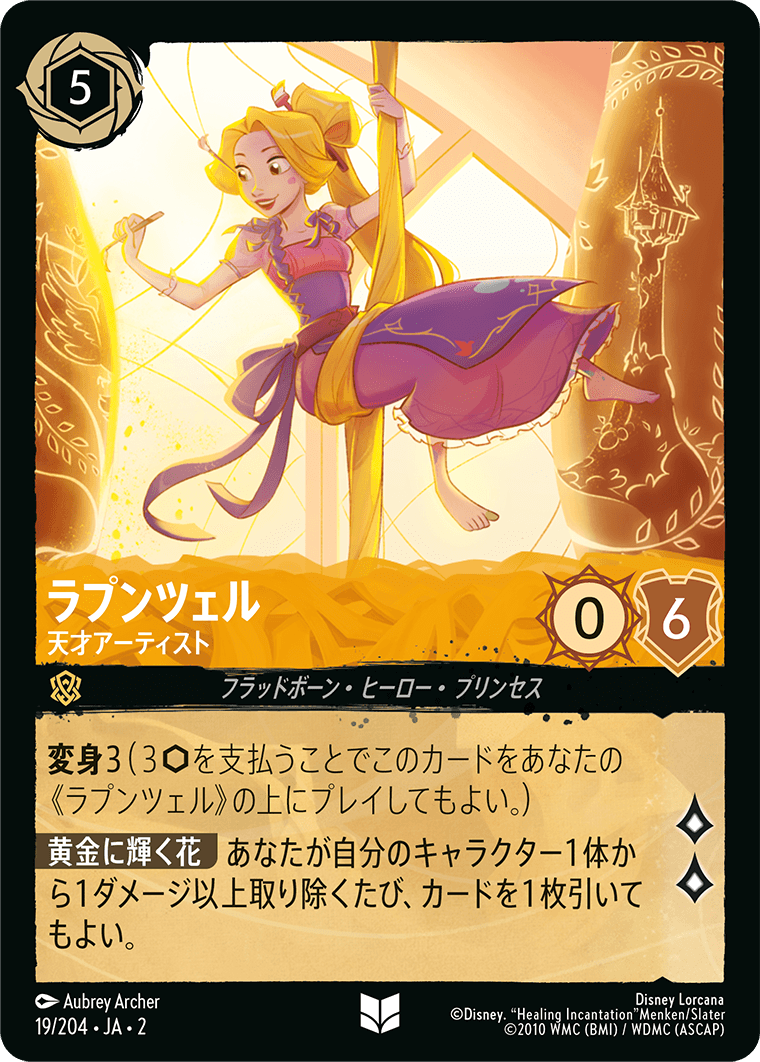 5
ラプンツェル
天才アーティスト
0
6
フラッドボーン・ヒーロー・プリンセス
変身3(3⬡を支払うことでこのカードをあなたの
《ラプンツェル》の上にプレイしてもよい。)
黄金に輝く花 あなたが自分のキャラクター1体か
ら1ダメージ以上取り除くたび、カードを1枚引いて
もよい。
Aubrey Archer
19/204・JA・2
Disney Lorcana
©Disney. “Healing Incantation”Menken/Slater
©2010 WMC (BMI) / WDMC (ASCAP)